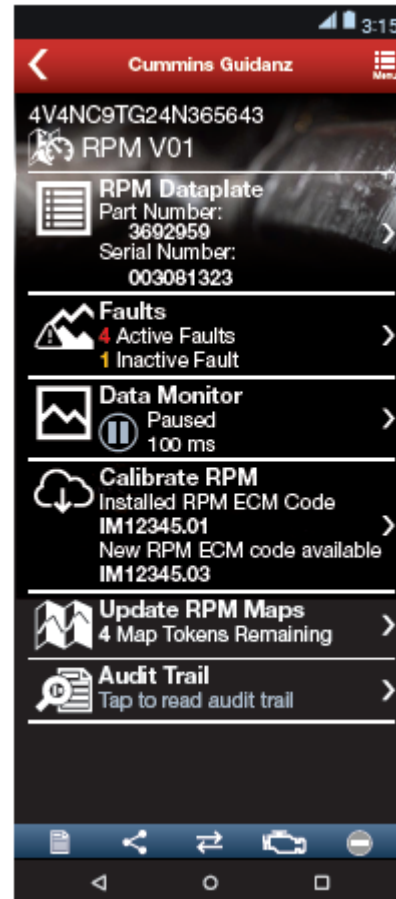 3:15
Cummins Guidanz
Menu
4V4NC9TG24N365643
RPM V01
RPM Dataplate
Part Number:
3692959
Serial Number:
003081323
Faults
4 Active Faults
1 Inactive Fault
Data Monitor
Paused
100 ms
Calibrate RPM
Installed RPM ECM Code
IM12345.01
New RPM ECM code available
IM12345.03
Update RPM Maps
4 Map Tokens Remaining
Audit Trail
Tap to read audit trail